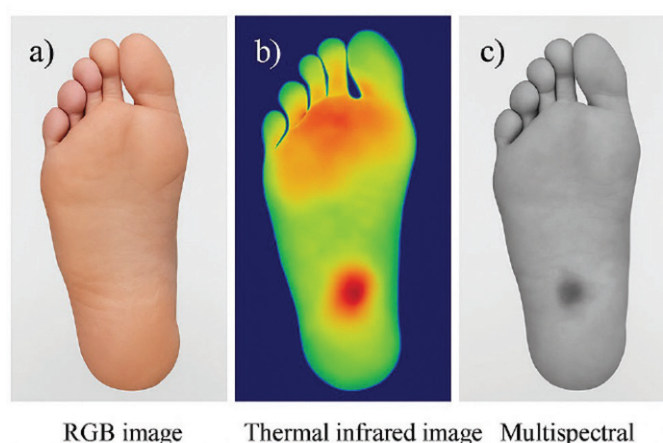 a)
b)
c)
RGB image
Thermal infrared image
Multispectral